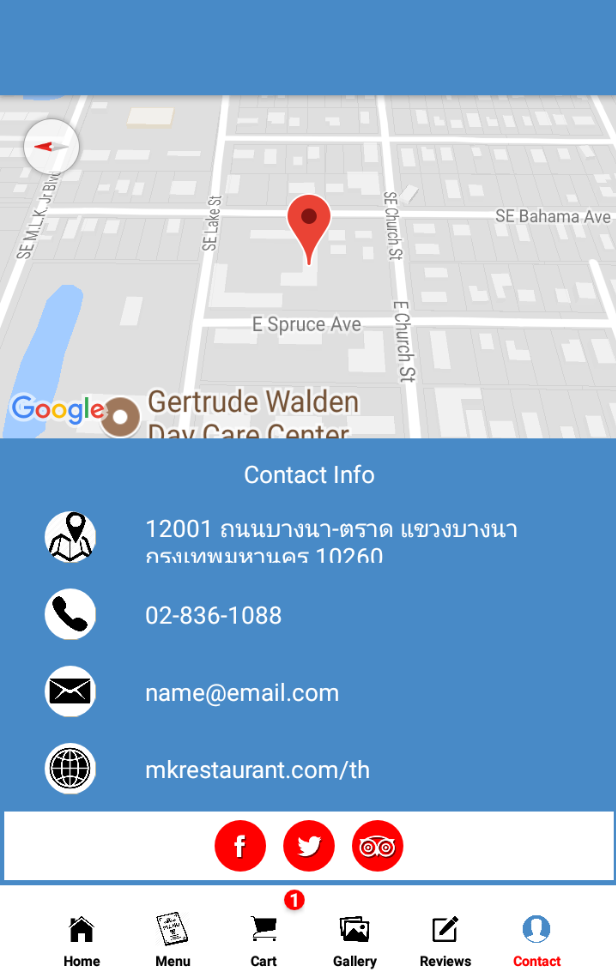 SE M.L.K. Jr Blvd
SE Lake St
SE Church St
SE Bahama Ave
E Spruce Ave
E Church St
Google
Gertrude Walden
Day Care Center
Contact Info
12001 ถนนบางนา-ตราด แขวงบางนา
กรุงเทพมหานคร 10260
02-836-1088
name@email.com
mkrestaurant.com/th
f
1
Home
Menu
Cart
Gallery
Reviews
Contact